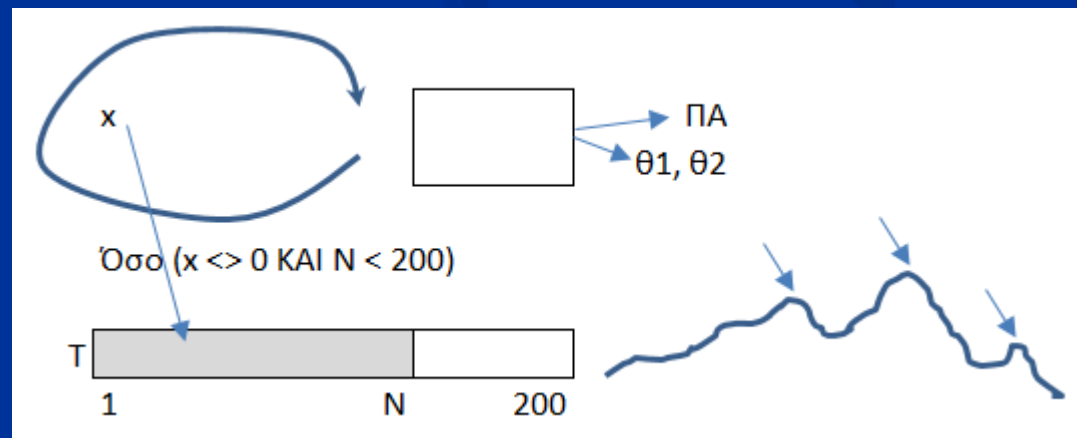 x
ΠΑ
θ1, θ2
Όσο (x <> 0 ΚΑΙ Ν < 200)
Τ
1 Ν 200